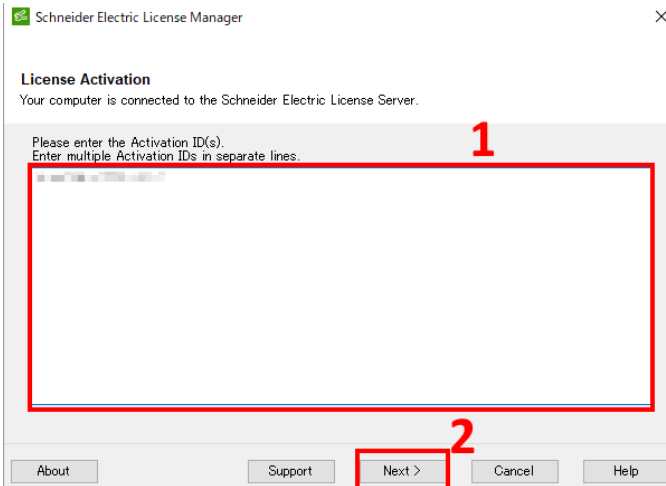 Schneider Electric License Manager
License Activation
Your computer is connected to the Schneider Electric License Server.
Please enter the Activation ID(s).
Enter multiple Activation IDs in separate lines.
1
2
About
Support
Next >
Cancel
Help